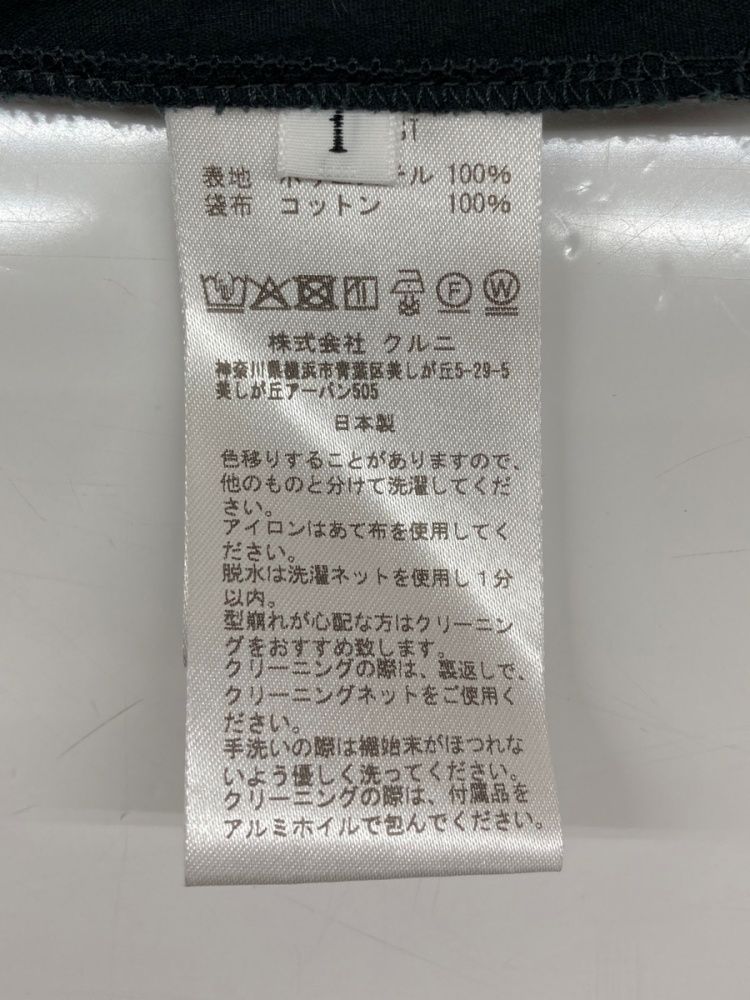 1
ST
表地 ポリエステル 100%
袋布 コットン 100%
F W
株式会社 クルニ
神奈川県横浜市青葉区美しが丘5-29-5
美しが丘アーバン505
日本製
色移りすることがありますので、
他のものと分けて洗濯してくだ
さい。
アイロンはあて布を使用してく
ださい。
脱水は洗濯ネットを使用し1分
以内。
型崩れが心配な方はクリーニン
グをおすすめ致します。
クリーニングの際は、裏返しで、
クリーニングネットをご使用く
ださい。
手洗いの際は裾始末がほつれな
いよう優しく洗ってください。
クリーニングの際は、付属品を
アルミホイルで包んでください。